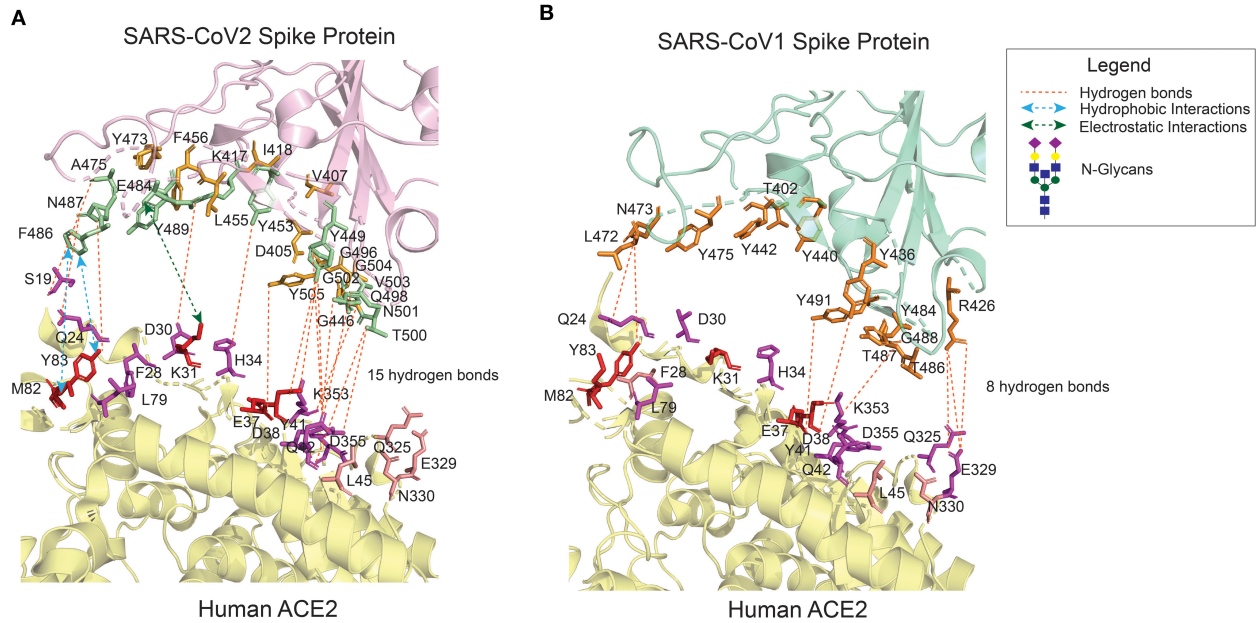 A
SARS-CoV2 Spike Protein
Y473
F456
K417
I418
A475
E484
V407
N487
L455
Y453
F486
Y489
D405
Y449
G496
G504
S19
G502
V503
Y505
Q498
N501
G446
T500
Q24
D30
Y83
F28
K31
H34
15 hydrogen bonds
M82
L79
K353
E37
D38
Y41
D355
Q42
Q325
E329
L45
N330
Human ACE2
B
SARS-CoV1 Spike Protein
T402
N473
L472
Y475
Y442
Y440
Y436
Y491
R426
Y484
Q24
D30
G488
Y83
T487
T486
F28
K31
H34
8 hydrogen bonds
M82
L79
K353
E37
D38
D355
Q325
Y41
Q42
E329
L45
N330
Human ACE2
Legend
Hydrogen bonds
Hydrophobic Interactions
Electrostatic Interactions
N-Glycans